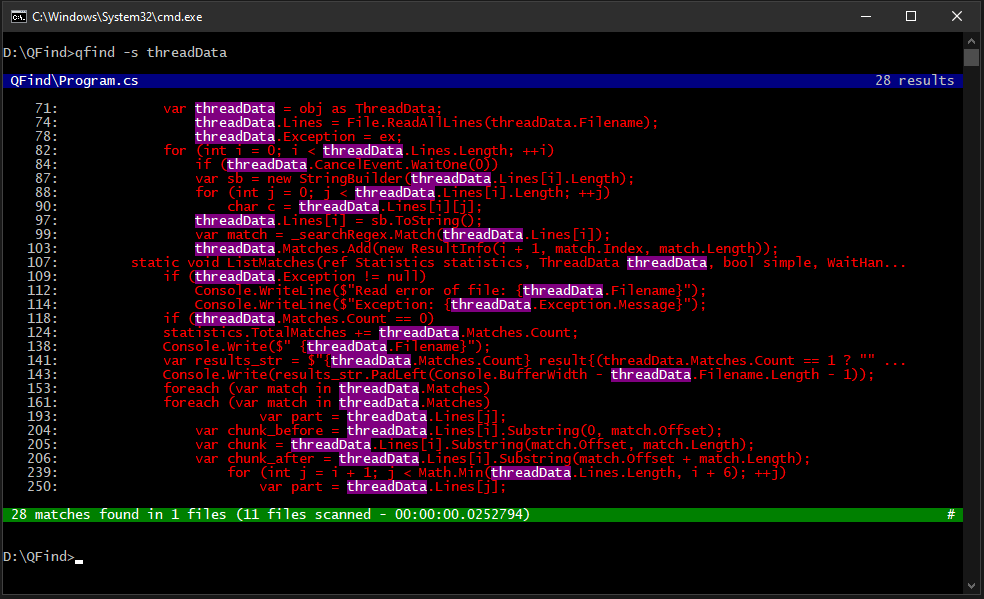 C:\Windows\System32\cmd.exe
D:\QFind>qfind -s threadData
QFind\Program.cs 28 results
71: var threadData = obj as ThreadData;
74: threadData.Lines = File.ReadAllLines(threadData.Filename);
78: threadData.Exception = ex;
82: for (int i = 0; i < threadData.Lines.Length; ++i)
84: if (threadData.CancelEvent.WaitOne(0))
87: var sb = new StringBuilder(threadData.Lines[i].Length);
88: for (int j = 0; j < threadData.Lines[i].Length; ++j)
90: char c = threadData.Lines[i][j];
97: threadData.Lines[i] = sb.ToString();
99: var match = _searchRegex.Match(threadData.Lines[i]);
103: threadData.Matches.Add(new ResultInfo(i + 1, match.Index, match.Length));
107: static void ListMatches(ref Statistics statistics, ThreadData threadData, bool simple, WaitHan...
109: if (threadData.Exception != null)
112: Console.WriteLine($"Read error of file: {threadData.Filename}");
114: Console.WriteLine($"Exception: {threadData.Exception.Message}");
118: if (threadData.Matches.Count == 0)
124: statistics.TotalMatches += threadData.Matches.Count;
138: Console.Write($" {threadData.Filename}");
141: var results_str = $"{threadData.Matches.Count} result{(threadData.Matches.Count == 1 ? "" ...
143: Console.Write(results_str.PadLeft(Console.BufferWidth - threadData.Filename.Length - 1));
153: foreach (var match in threadData.Matches)
161: foreach (var match in threadData.Matches)
193: var part = threadData.Lines[j];
204: var chunk_before = threadData.Lines[i].Substring(0, match.Offset);
205: var chunk = threadData.Lines[i].Substring(match.Offset, match.Length);
206: var chunk_after = threadData.Lines[i].Substring(match.Offset + match.Length);
239: for (int j = i + 1; j < Math.Min(threadData.Lines.Length, i + 6); ++j)
250: var part = threadData.Lines[j];
28 matches found in 1 files (11 files scanned - 00:00:00.0252794) #
D:\QFind>